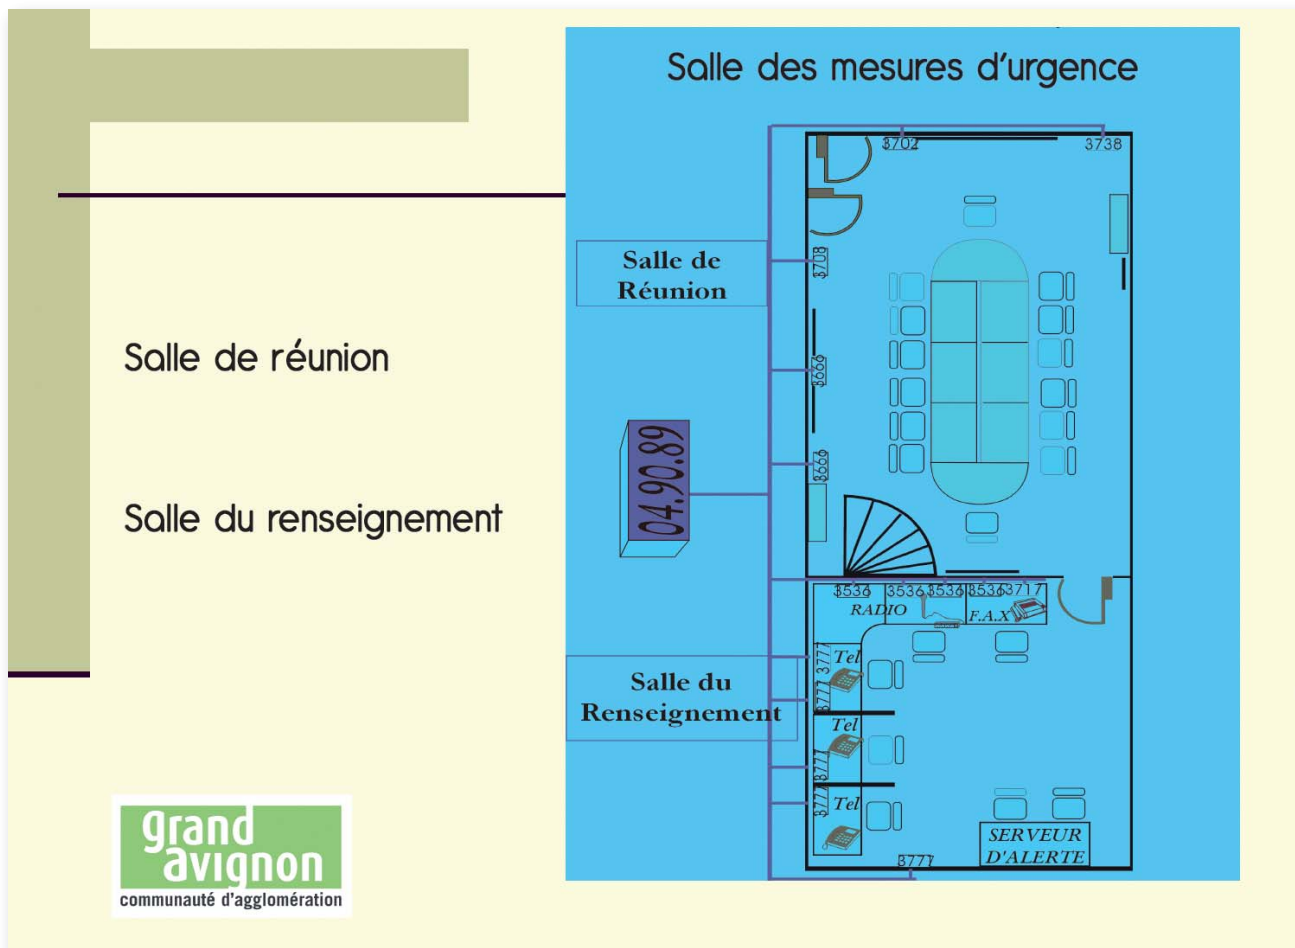 Salle des mesures d'urgence
3702
3738
Salle de
Réunion
3708
3666
3666
Salle de réunion
04.90.89
Salle du renseignement
3536
3536
3536
3536
3717
RADIO
F.A.X
3777
Tel
3777
Salle du
Renseignement
Tel
3777
3777
Tel
SERVEUR
D'ALERTE
3777
grand
avignon
communauté d'agglomération